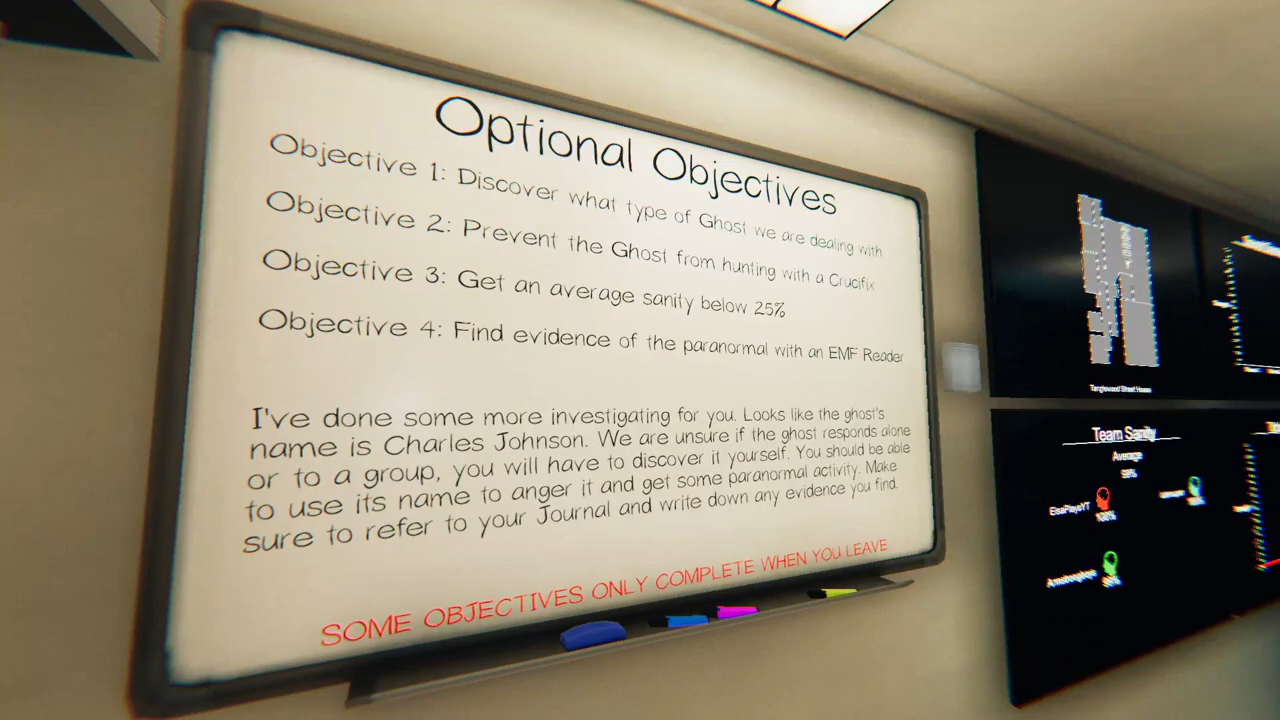 Optional Objectives
Objective 1: Discover what type of Ghost we are dealing with
Objective 2: Prevent the Ghost from hunting with a Crucifix
Objective 3: Get an average sanity below 25%
Objective 4: Find evidence of the paranormal with an EMF Reader
I've done some more investigating for you. Looks like the ghost's
name is Charles Johnson. We are unsure if the ghost responds alone
or to a group, you will have to discover it yourself. You should be able
to use its name to anger it and get some paranormal activity. Make
sure to refer to your Journal and write down any evidence you find.
SOME OBJECTIVES ONLY COMPLETE WHEN YOU LEAVE
Tanglewood Street House
Team Sanity
Average
ElsaPlaysYT